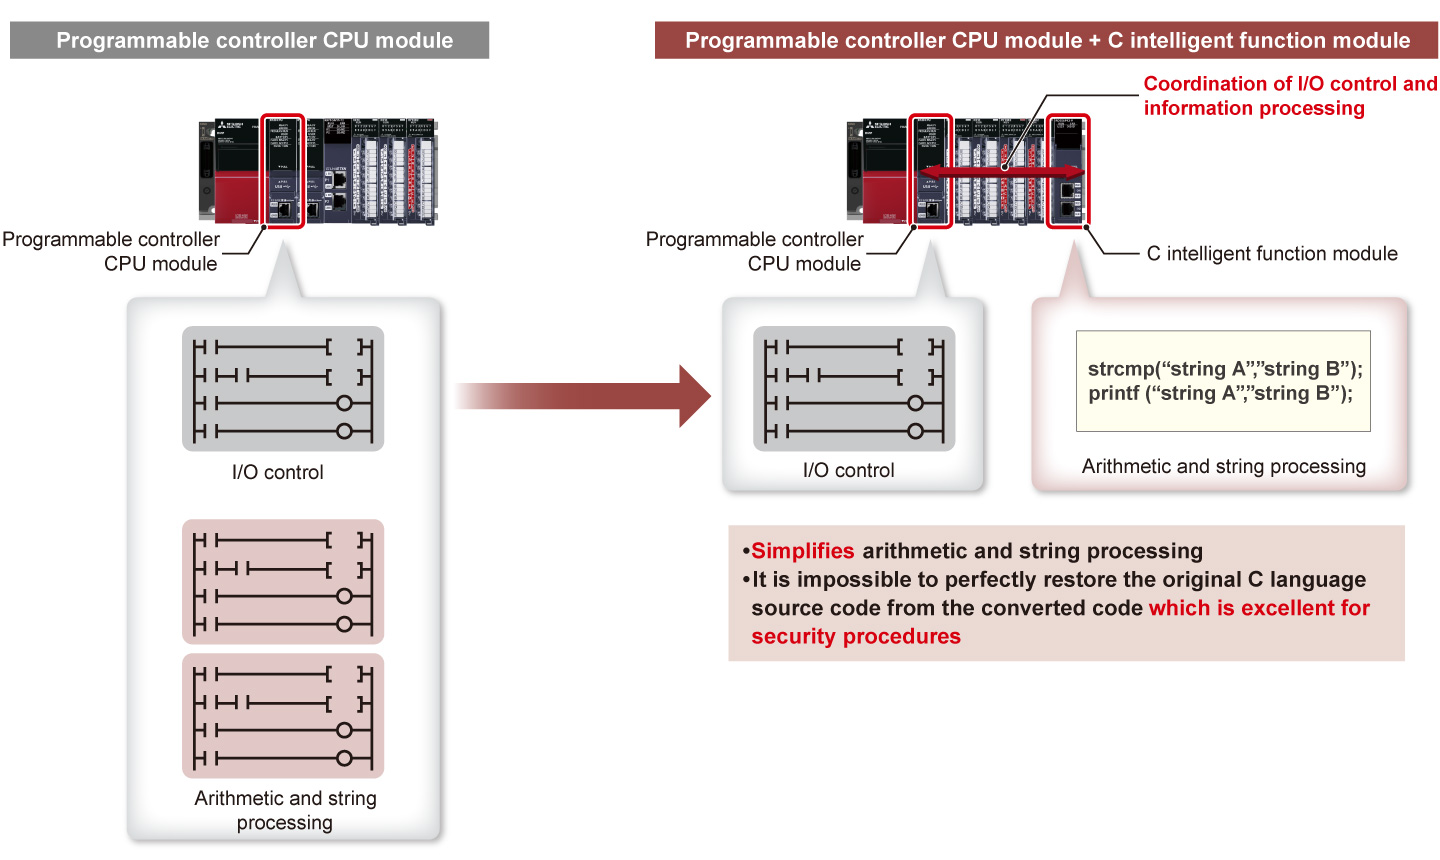 Programmable controller CPU module
Programmable controller
CPU module
I/O control
Arithmetic and string
processing
Programmable controller CPU module + C intelligent function module
Coordination of I/O control and
information processing
Programmable controller
CPU module
C intelligent function module
I/O control
strcmp(“string A”,”string B”);
printf (“string A”,”string B”);
Arithmetic and string processing
•Simplifies arithmetic and string processing
•It is impossible to perfectly restore the original C language
source code from the converted code which is excellent for
security procedures